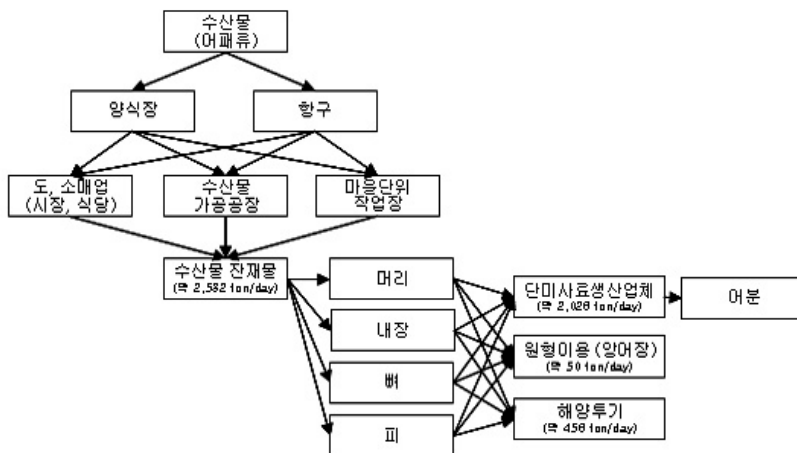 수산물
(어패류)
양식장
항구
도, 소매업
(시장, 식당)
수산물
가공공장
마을단위
작업장
수산물 잔재물
(약 2,532 ton/day)
머리
내장
뼈
피
단미사료생산업체
(약 2,026 ton/day)
원형이용 (양어장)
(약 50 ton/day)
해양투기
(약 456 ton/day)
어분